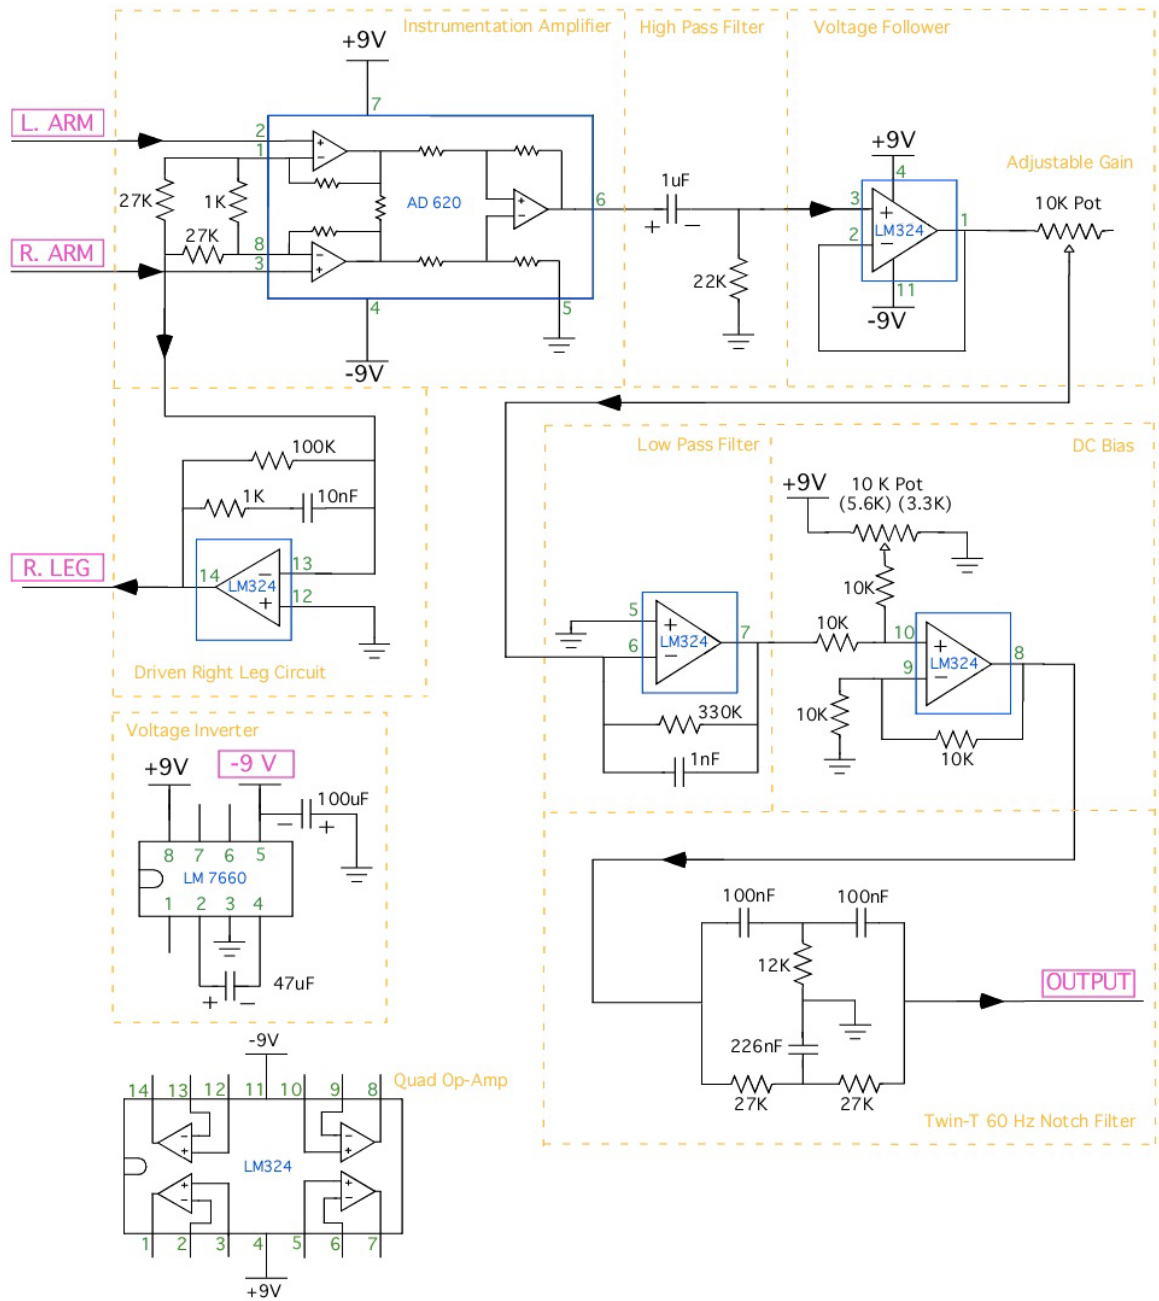 Instrumentation Amplifier
High Pass Filter
Voltage Follower
+9V
7
L. ARM
2
1
27K
1K
27K
AD 620
6
R. ARM
8
3
4
5
-9V
1uF
+
−
22K
+9V
4
3
+
LM324
2
−
1
11
-9V
Adjustable Gain
10K Pot
100K
1K
10nF
R. LEG
14
LM324
−
+
13
12
Driven Right Leg Circuit
Low Pass Filter
DC Bias
+9V
10 K Pot
(5.6K) (3.3K)
10K
5
6
+
−
LM324
7
10K
10
9
+
−
LM324
8
330K
1nF
10K
10K
Voltage Inverter
+9V
-9 V
100uF
−
+
8 7 6 5
LM 7660
1 2 3 4
+
−
47uF
100nF
100nF
12K
OUTPUT
226nF
27K
27K
Twin-T 60 Hz Notch Filter
-9V
Quad Op-Amp
14 13 12 11 10 9 8
LM324
1 2 3 4 5 6 7
+9V